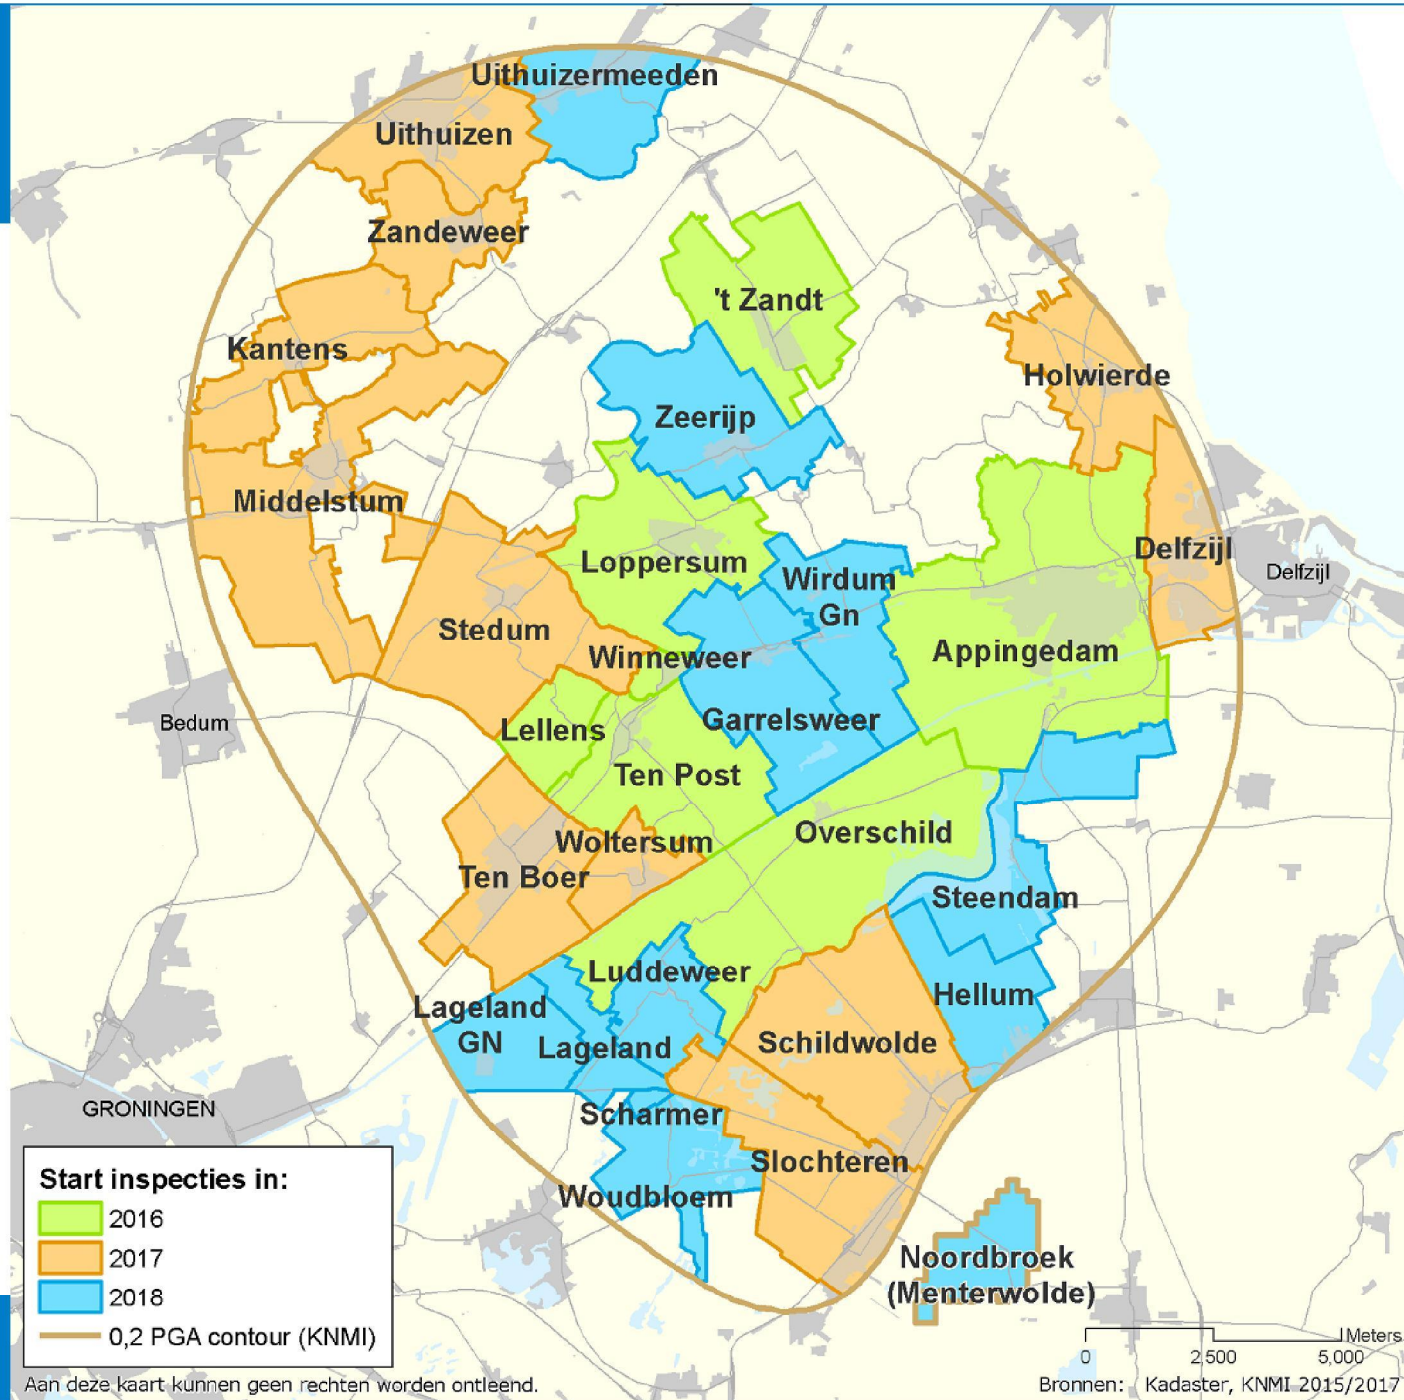 Uithuizermeeden
Uithuizen
Zandeweer
't Zandt
Kantens
Holwierde
Zeerijp
Middelstum
Delfzijl
Delfzijl
Loppersum
Wirdum
Gn
Stedum
Winneweer
Appingedam
Bedum
Lellens
Garrelsweer
Ten Post
Overschild
Woltersum
Ten Boer
Steendam
Luddeweer
Hellum
Lageland
GN
Lageland
Schildwolde
GRONINGEN
Scharmer
Slochteren
Woudbloem
Noordbroek
(Menterwolde)
Start inspecties in:
2016
2017
2018
0,2 PGA contour (KNMI)
Meters
0 2.500 5,000
Aan deze kaart kunnen geen rechten worden ontleend.
Bronnen: Kadaster, KNMI 2015/2017